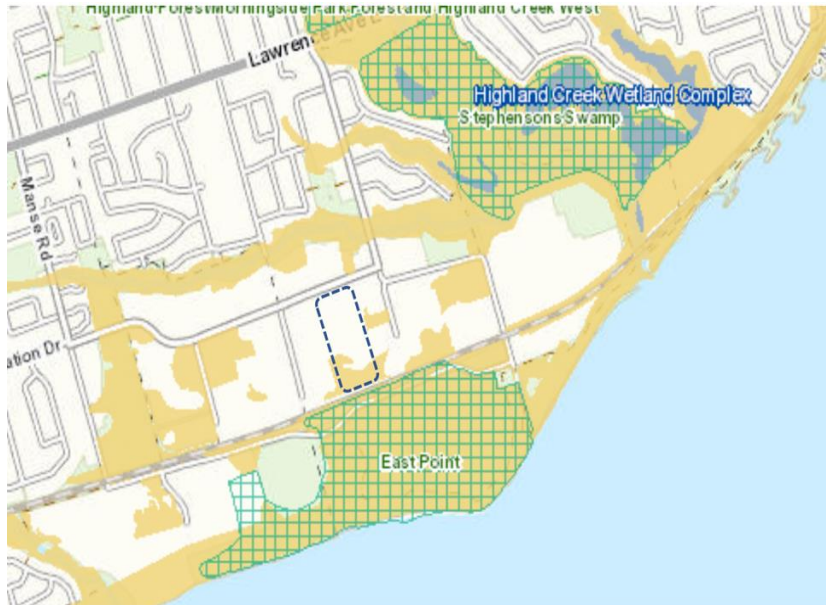 Highland Forest/Morningside Park Forest and Highland Creek West
Lawrence Ave E
Highland Creek Wetland Complex
Stephensons Swamp
Manse Rd
ation Dr
East Point